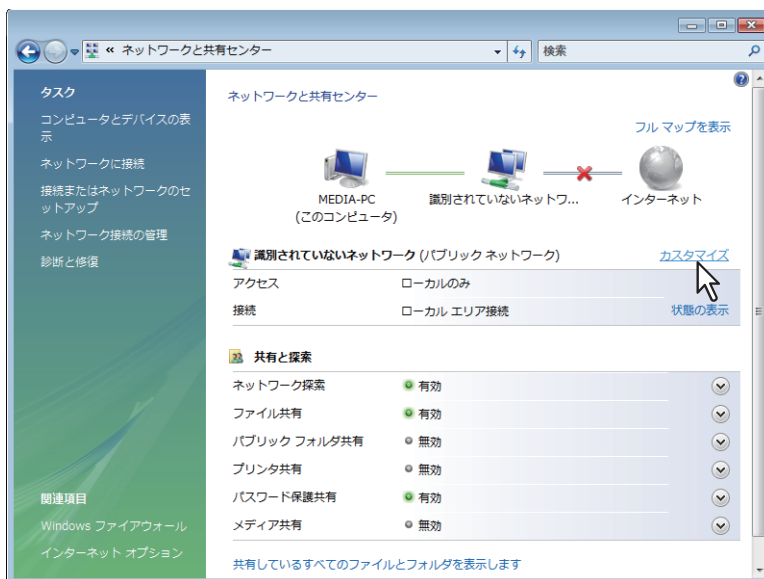 « ネットワークと共有センター
検索
タスク
コンピュータとデバイスの表
示
ネットワークに接続
接続またはネットワークのセ
ットアップ
ネットワーク接続の管理
診断と修復
関連項目
Windows ファイアウォール
インターネット オプション
ネットワークと共有センター
フル マップを表示
MEDIA-PC
(このコンピュータ)
識別されていないネットワ...
インターネット
識別されていないネットワーク (パブリック ネットワーク)
カスタマイズ
アクセス ローカルのみ
接続 ローカル エリア接続 状態の表示
共有と探索
ネットワーク探索 有効
ファイル共有 有効
パブリック フォルダ共有 無効
プリンタ共有 無効
パスワード保護共有 有効
メディア共有 無効
共有しているすべてのファイルとフォルダを表示します